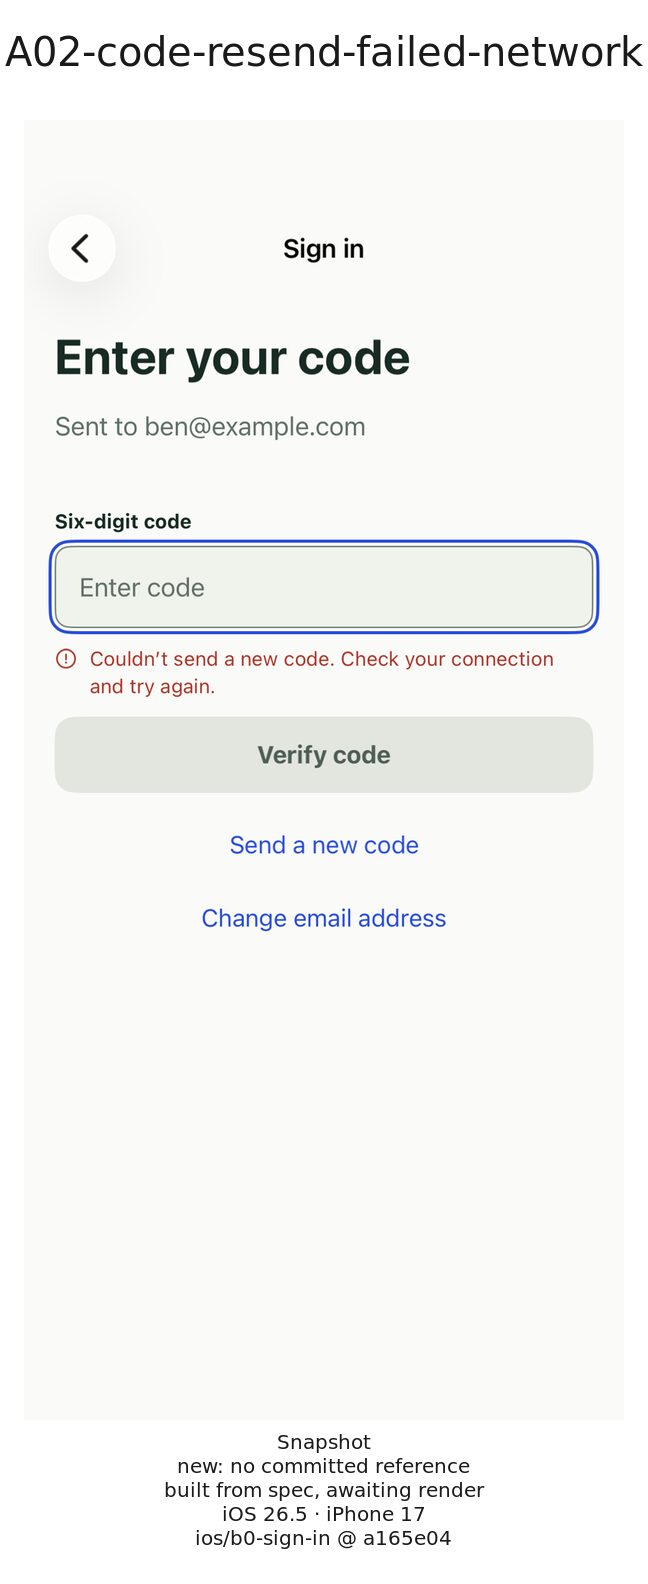 A02-code-resend-failed-network
Sign in
Enter your code
Sent to ben@example.com
Six-digit code
Enter code
Couldn’t send a new code. Check your connection
and try again.
Verify code
Send a new code
Change email address
Snapshot
new: no committed reference
built from spec, awaiting render
iOS 26.5 · iPhone 17
ios/b0-sign-in @ a165e04